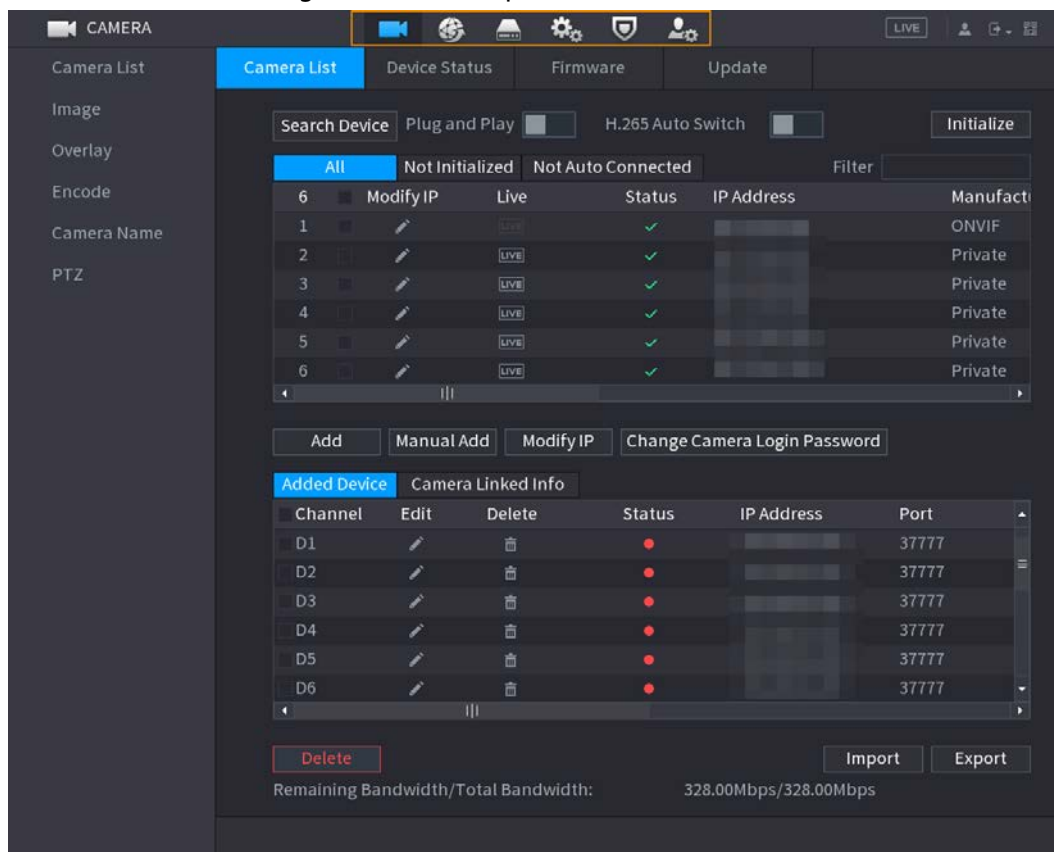 CAMERA LIVE
Camera List
Image
Overlay
Encode
Camera Name
PTZ
Camera List Device Status Firmware Update
Search Device Plug and Play H.265 Auto Switch Initialize
All Not Initialized Not Auto Connected Filter
6 Modify IP Live Status IP Address Manufact
1 LIVE ONVIF
2 LIVE Private
3 LIVE Private
4 LIVE Private
5 LIVE Private
6 LIVE Private
Add Manual Add Modify IP Change Camera Login Password
Added Device Camera Linked Info
Channel Edit Delete Status IP Address Port
D1 37777
D2 37777
D3 37777
D4 37777
D5 37777
D6 37777
Delete Import Export
Remaining Bandwidth/Total Bandwidth: 328.00Mbps/328.00Mbps